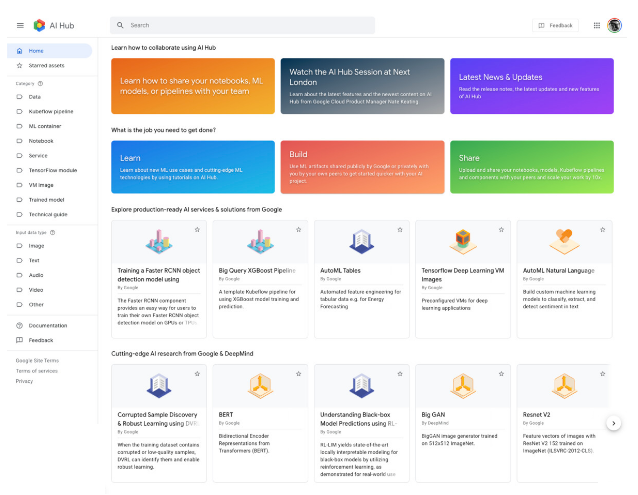 AI Hub
Search
Feedback
Home
Starred assets
Category
Data
Kubeflow pipeline
ML container
Notebook
Service
TensorFlow module
VM image
Trained model
Technical guide
Input data type
Image
Text
Audio
Video
Other
Documentation
Feedback
Google Site Terms
Terms of services
Privacy
Learn how to collaborate using AI Hub
Learn how to share your notebooks, ML
models, or pipelines with your team
Watch the AI Hub Session at Next
London
Learn about the latest features and the newest content on AI
Hub from Google Cloud Product Manager Nate Keating.
Latest News & Updates
Read the release notes, the latest updates and new features
of AI Hub
What is the job you need to get done?
Learn
Learn about new ML use cases and cutting edge ML
technologies by using tutorials on AI Hub.
Build
Use ML artifacts shared publicly by Google or privately with
you by your own peers to get started quicker with your AI
project.
Share
Upload and share your notebooks, models, Kubeflow pipelines
and components with your peers and scale your work by 10x.
Explore production-ready AI services & solutions from Google
Training a Faster RCNN object
detection model using
By Google
The Faster RCNN component
provides an easy way for users to
train their own Faster RCNN object
detection model on GPUs or
Big Query XGBoost Pipeline
By Google
A template Kubeflow pipeline for
using XGBoost model training and
prediction.
AutoML Tables
By Google
Automated feature engineering for
tabular data e.g. for Energy
Forecasting
Tensorflow Deep Learning VM
Images
By Google
Preconfigured VMs for deep
learning applications
AutoML Natural Language
By Google
Build custom machine learning
models to classify, extract, and
detect sentiment in text
Cutting-edge AI research from Google & DeepMind
Corrupted Sample Discovery
& Robust Learning using DVRL
By Google
When the training dataset contains
corrupted or low-quality samples,
DVRL can identify them and enable
robust learning.
BERT
By Google
Bidirectional Encoder
Representations from
Transformers (BERT).
Understanding Black-box
Model Predictions using RL-
By Google
RL-LIM yields state-of-the-art
locally interpretable modeling for
black-box models by utilizing
reinforcement learning, as
demonstrated for real-world use
Big GAN
By DeepMind
BigGAN image generator trained
on 512x512 ImageNet.
Resnet V2
By Google
Feature vectors of images with
ResNet V2 152 trained on
ImageNet (ILSVRC-2012-CLS).